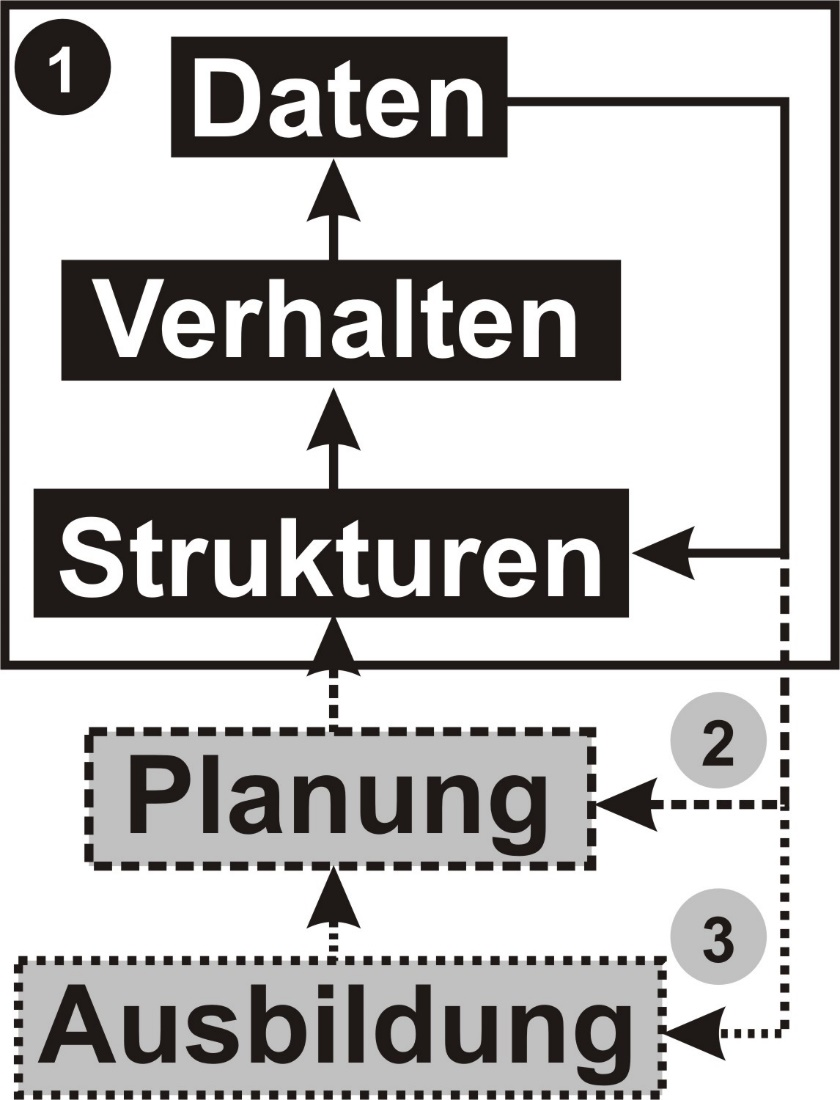 1
Daten
Verhalten
Strukturen
2
Planung
3
Ausbildung